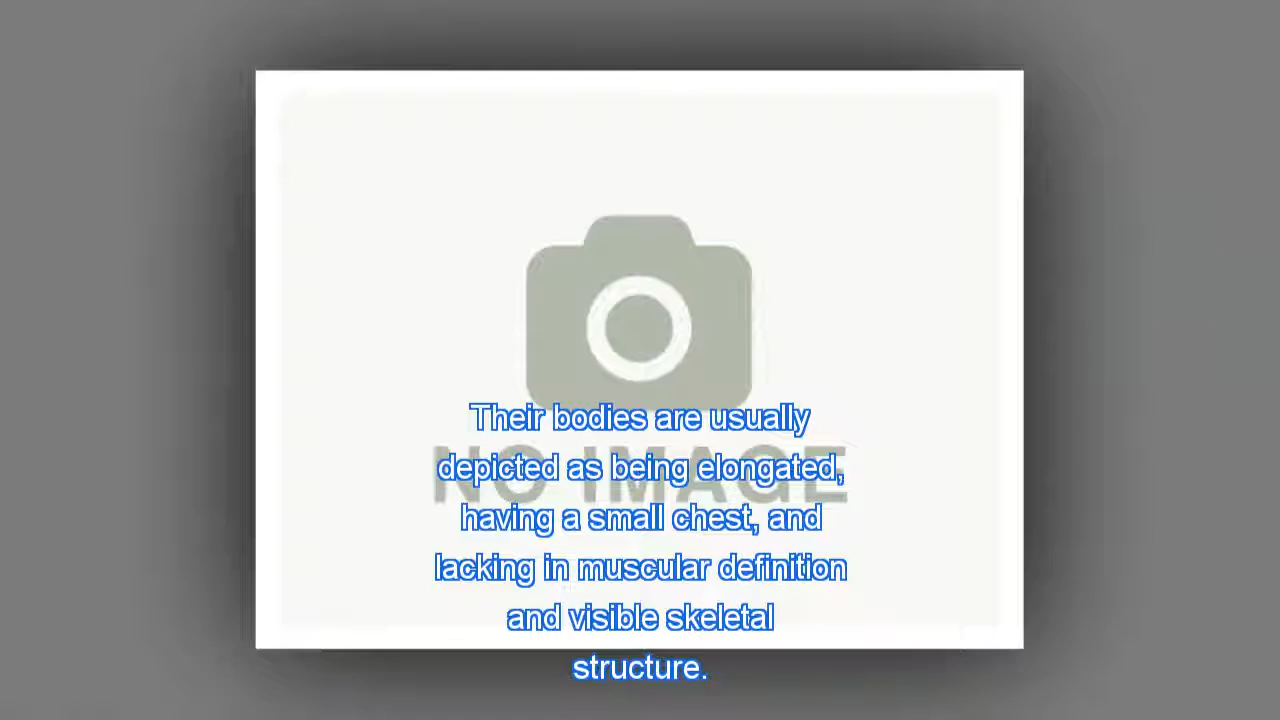 Their bodies are usually
depicted as being elongated,
NO IMAGE
having a small chest, and
lacking in muscular definition
and visible skeletal
structure.